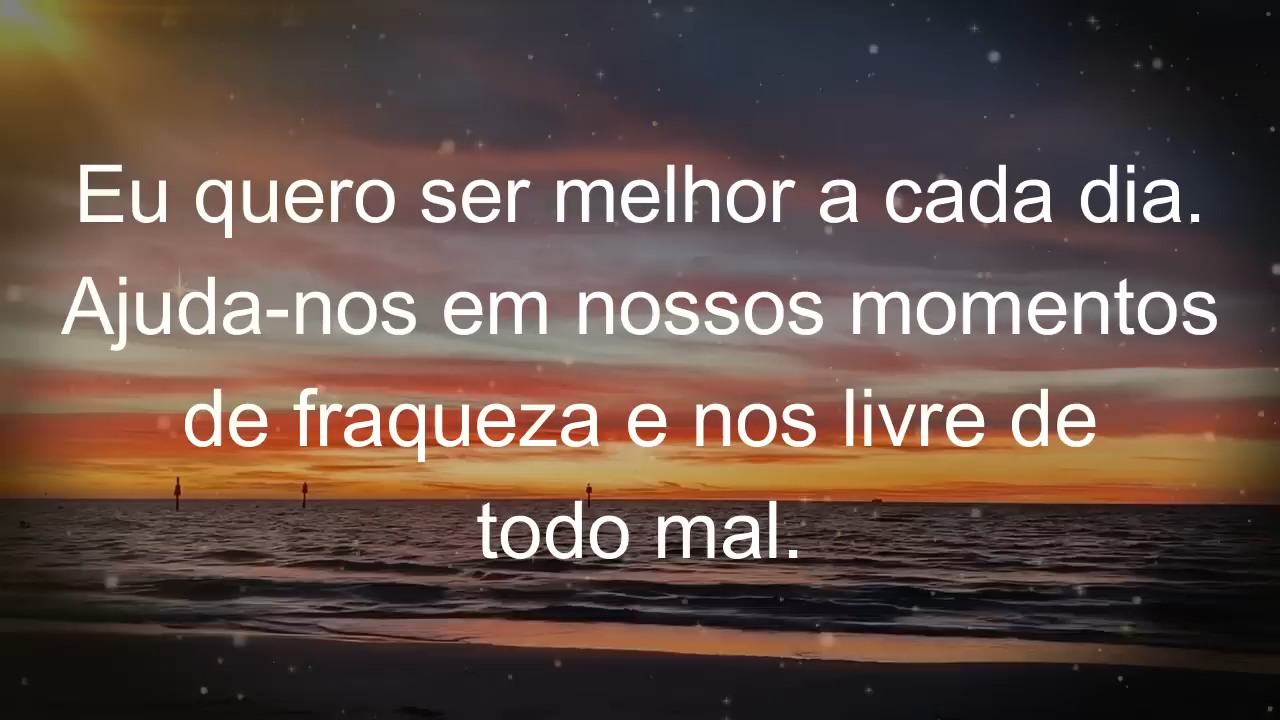 Eu quero ser melhor a cada dia.
Ajuda-nos em nossos momentos
de fraqueza e nos livre de
todo mal.